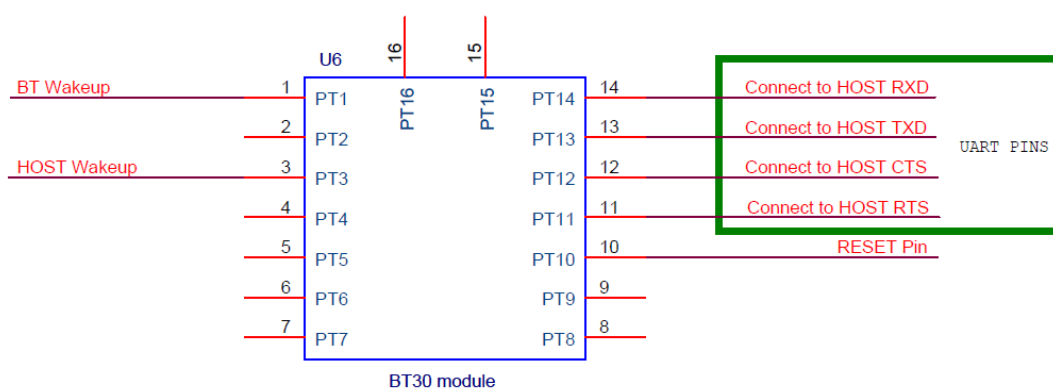 16
15
U6
BT Wakeup
1
PT1
PT16
PT15
PT14
14
Connect to HOST RXD
2
PT2
PT13
13
Connect to HOST TXD
UART PINS
HOST Wakeup
3
PT3
PT12
12
Connect to HOST CTS
4
PT4
PT11
11
Connect to HOST RTS
5
PT5
PT10
10
RESET Pin
6
PT6
PT9
9
7
PT7
PT8
8
BT30 module